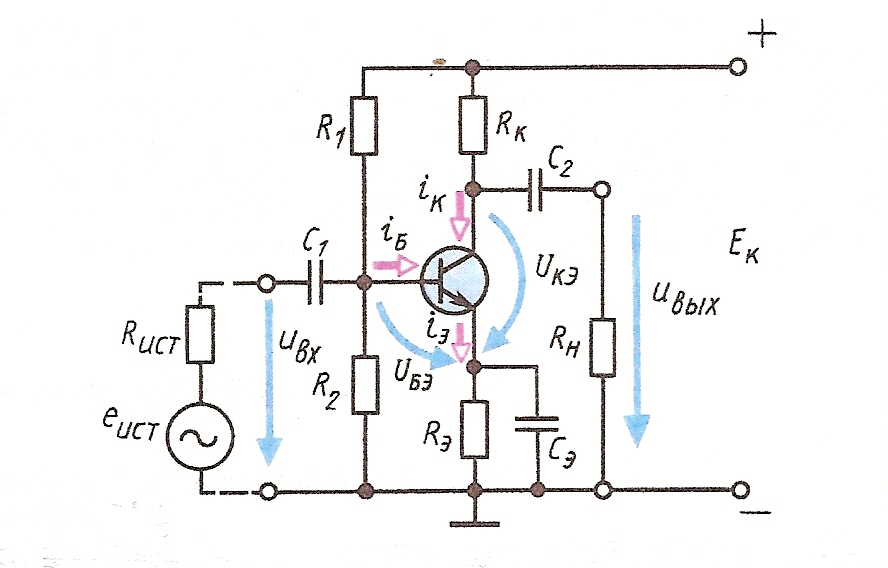 +
R1
Rк
C2
iк
C1
iБ
Eк
Uкэ
uвых
Rист
uвх
iэ
Rн
R2
UБЭ
eист
Rэ
Cэ
—